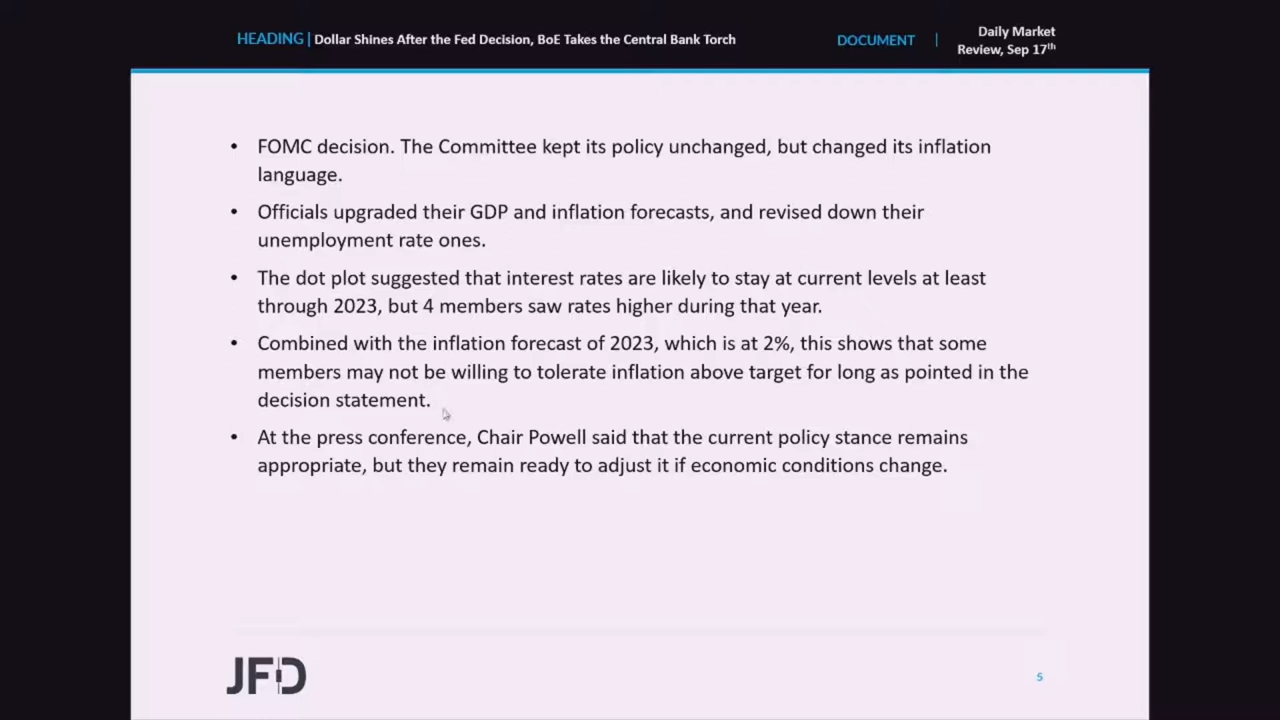 HEADING | Dollar Shines After the Fed Decision, BoE Takes the Central Bank Torch
DOCUMENT |
Daily Market
Review, Sep 17th
• FOMC decision. The Committee kept its policy unchanged, but changed its inflation
language.
• Officials upgraded their GDP and inflation forecasts, and revised down their
unemployment rate ones.
• The dot plot suggested that interest rates are likely to stay at current levels at least
through 2023, but 4 members saw rates higher during that year.
• Combined with the inflation forecast of 2023, which is at 2%, this shows that some
members may not be willing to tolerate inflation above target for long as pointed in the
decision statement.
• At the press conference, Chair Powell said that the current policy stance remains
appropriate, but they remain ready to adjust it if economic conditions change.
JFD
5